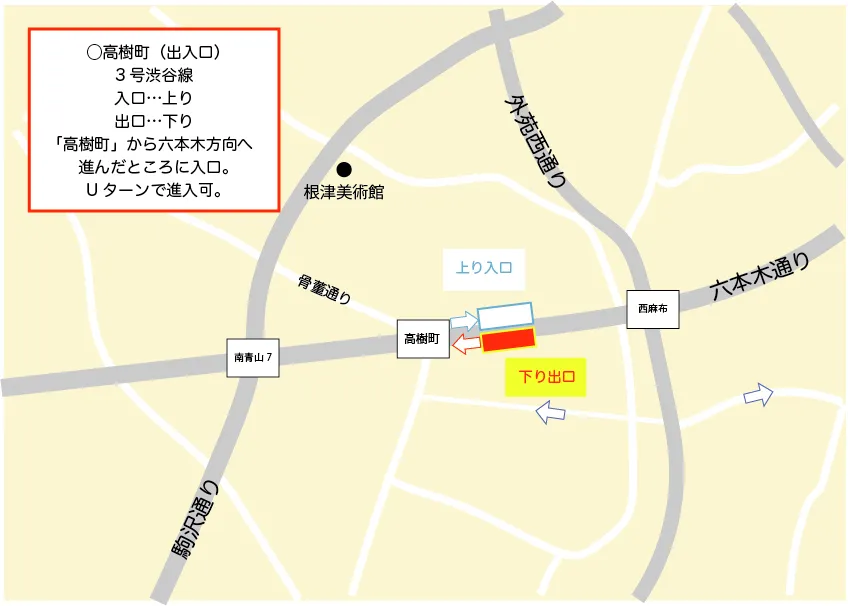 ◯高樹町（出入口）
３号渋谷線
入口…上り
出口…下り
「高樹町」から六本木方向へ
進んだところに入口。
Uターンで進入可。
外苑西通り
根津美術館
上り入口
六本木通り
骨董通り
西麻布
高樹町
南青山7
下り出口
駒沢通り